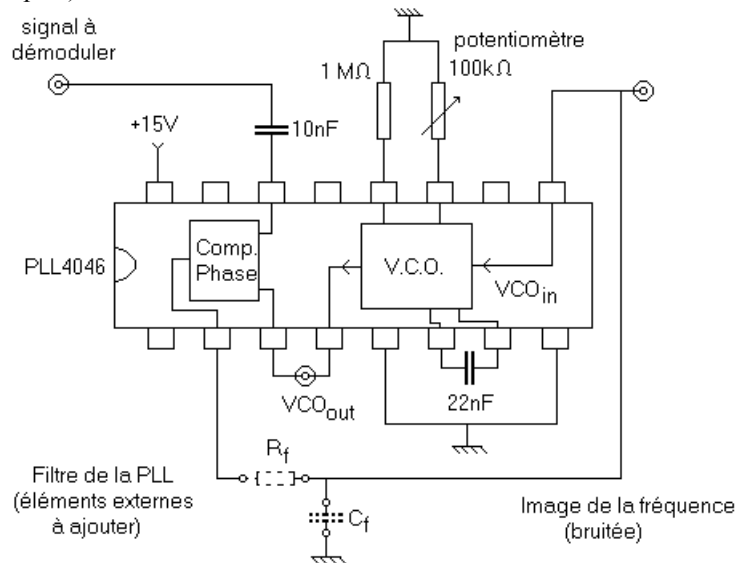 signal à
démoduler
potentiomètre
1 MΩ
100kΩ
+15V
10nF
PLL4046
Comp.
Phase
V.C.O.
VCOin
VCOout
22nF
Rf
Filtre de la PLL
(éléments externes
à ajouter)
Cf
Image de la fréquence
(bruitée)